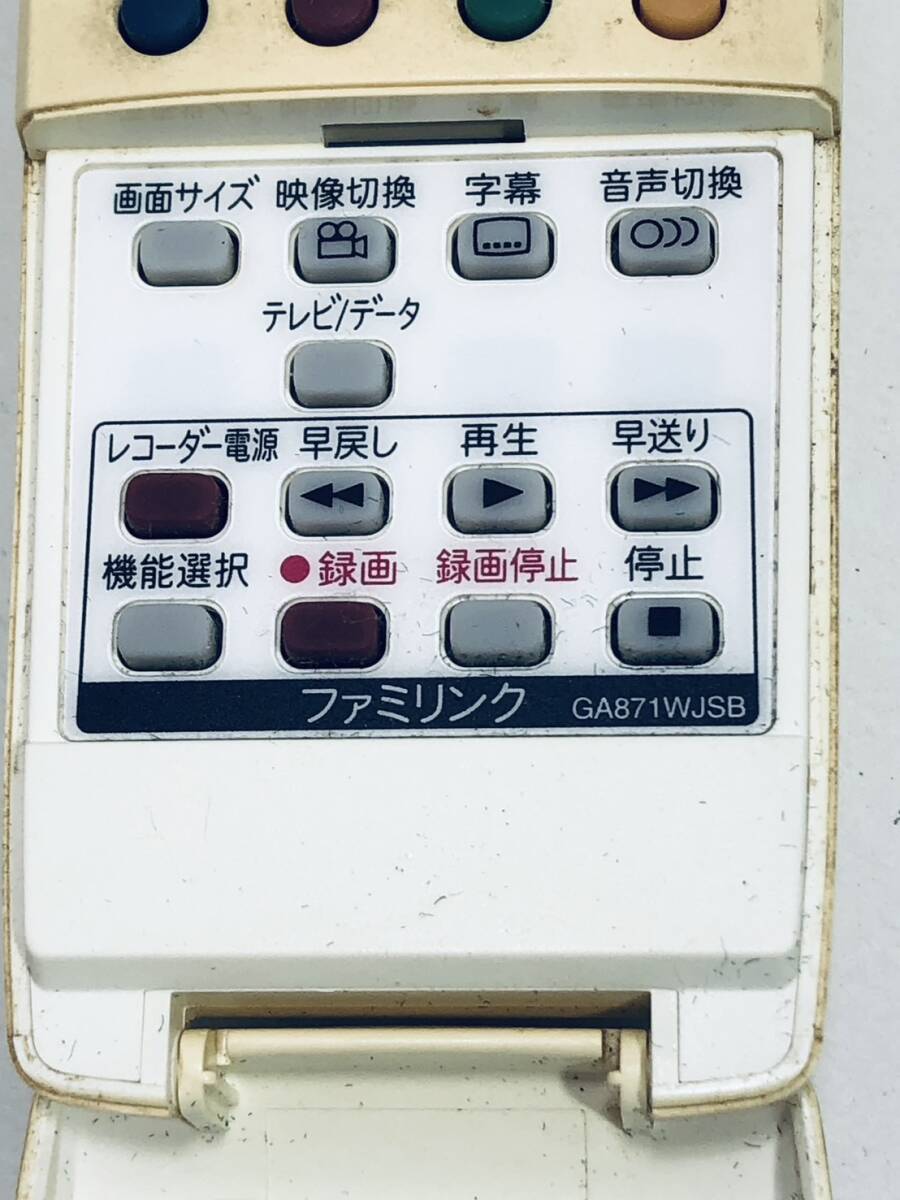 画面サイズ 映像切換 字幕 音声切換
テレビ/データ
レコーダー電源 早戻し 再生 早送り
機能選択 ●録画 録画停止 停止
ファミリンク GA871WJSB